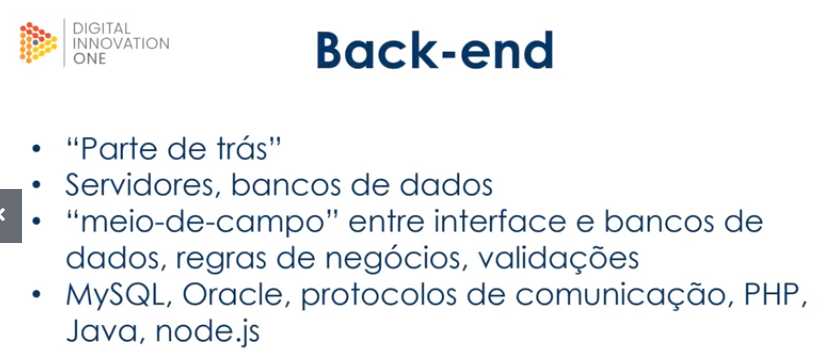 DIGITAL
INNOVATION
ONE
Back-end
• “Parte de trás”
• Servidores, bancos de dados
• “meio-de-campo” entre interface e bancos de
dados, regras de negócios, validações
• MySQL, Oracle, protocolos de comunicação, PHP,
Java, node.js